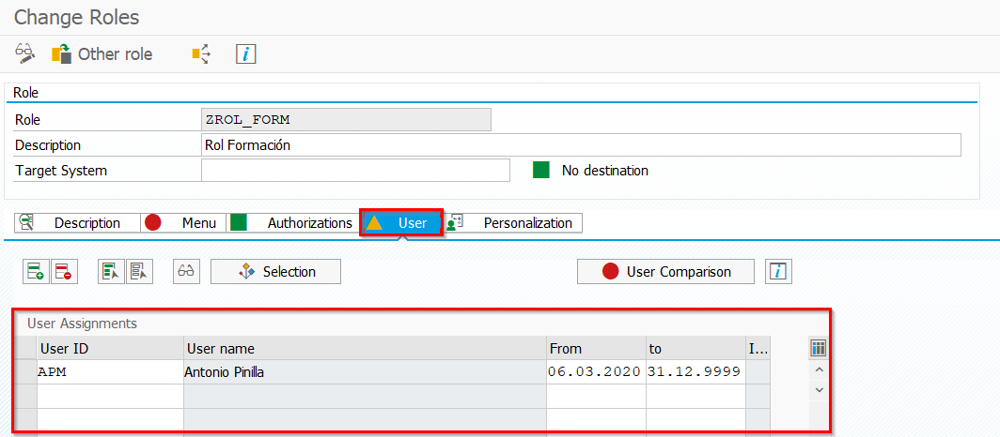 Change Roles
Other role
Role
Role ZROL_FORM
Description Rol Formación
Target System No destination
Description Menu Authorizations User Personalization
Selection User Comparison
User Assignments
User ID User name From to I...
APM Antonio Pinilla 06.03.2020 31.12.9999